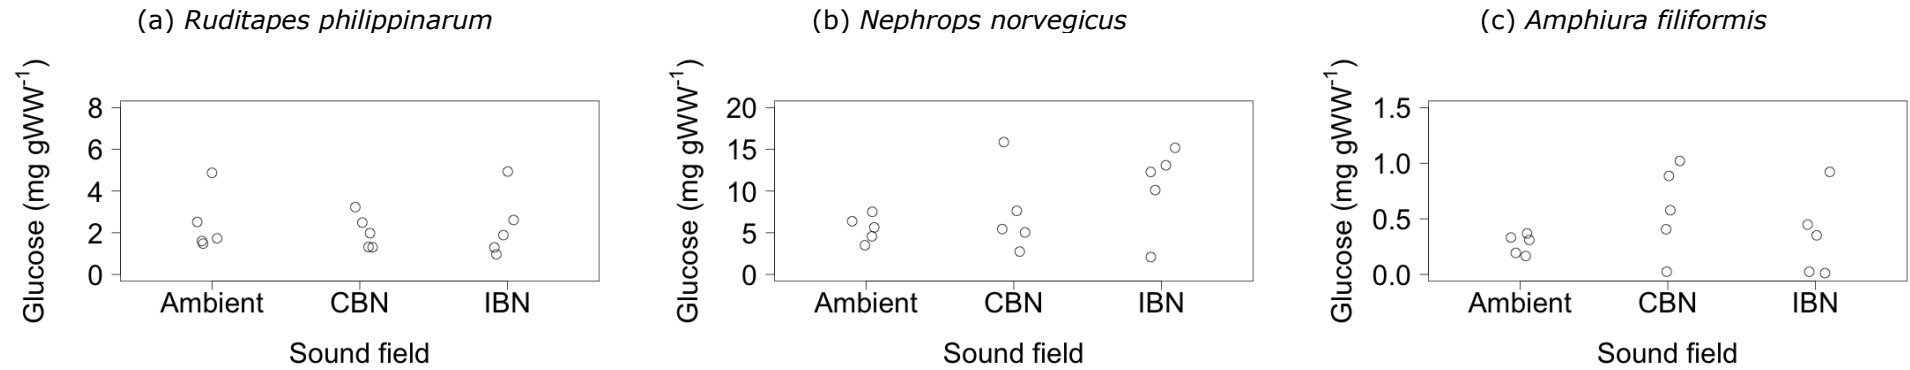 (a) Ruditapes philippinarum
Glucose (mg gWW⁻¹)
8
6
4
2
0
Ambient CBN IBN
Sound field
(b) Nephrops norvegicus
Glucose (mg gWW⁻¹)
20
15
10
5
0
Ambient CBN IBN
Sound field
(c) Amphiura filiformis
Glucose (mg gWW⁻¹)
1.5
1.0
0.5
0.0
Ambient CBN IBN
Sound field